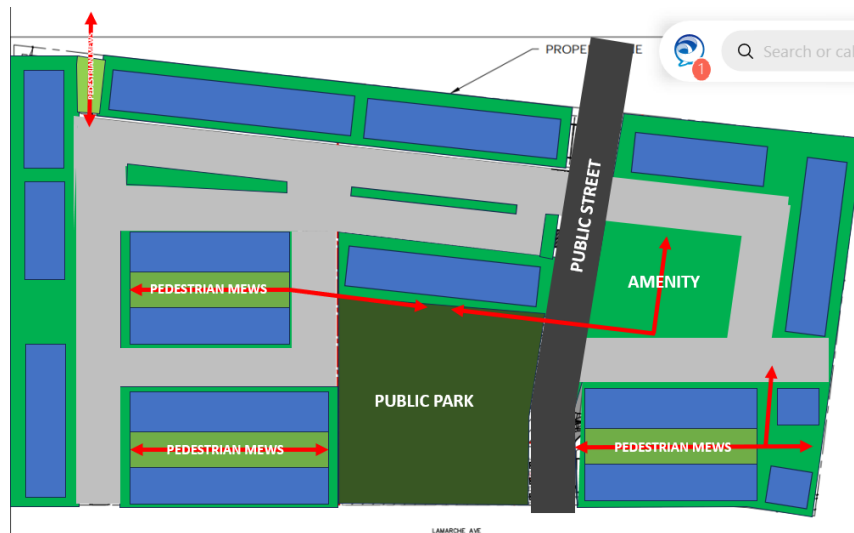 PEDESTRIAN MEWS
PROPE
E
1
Search or cal
PUBLIC STREET
AMENITY
PEDESTRIAN MEWS
PUBLIC PARK
PEDESTRIAN MEWS
PEDESTRIAN MEWS
LAMARCHE AVE